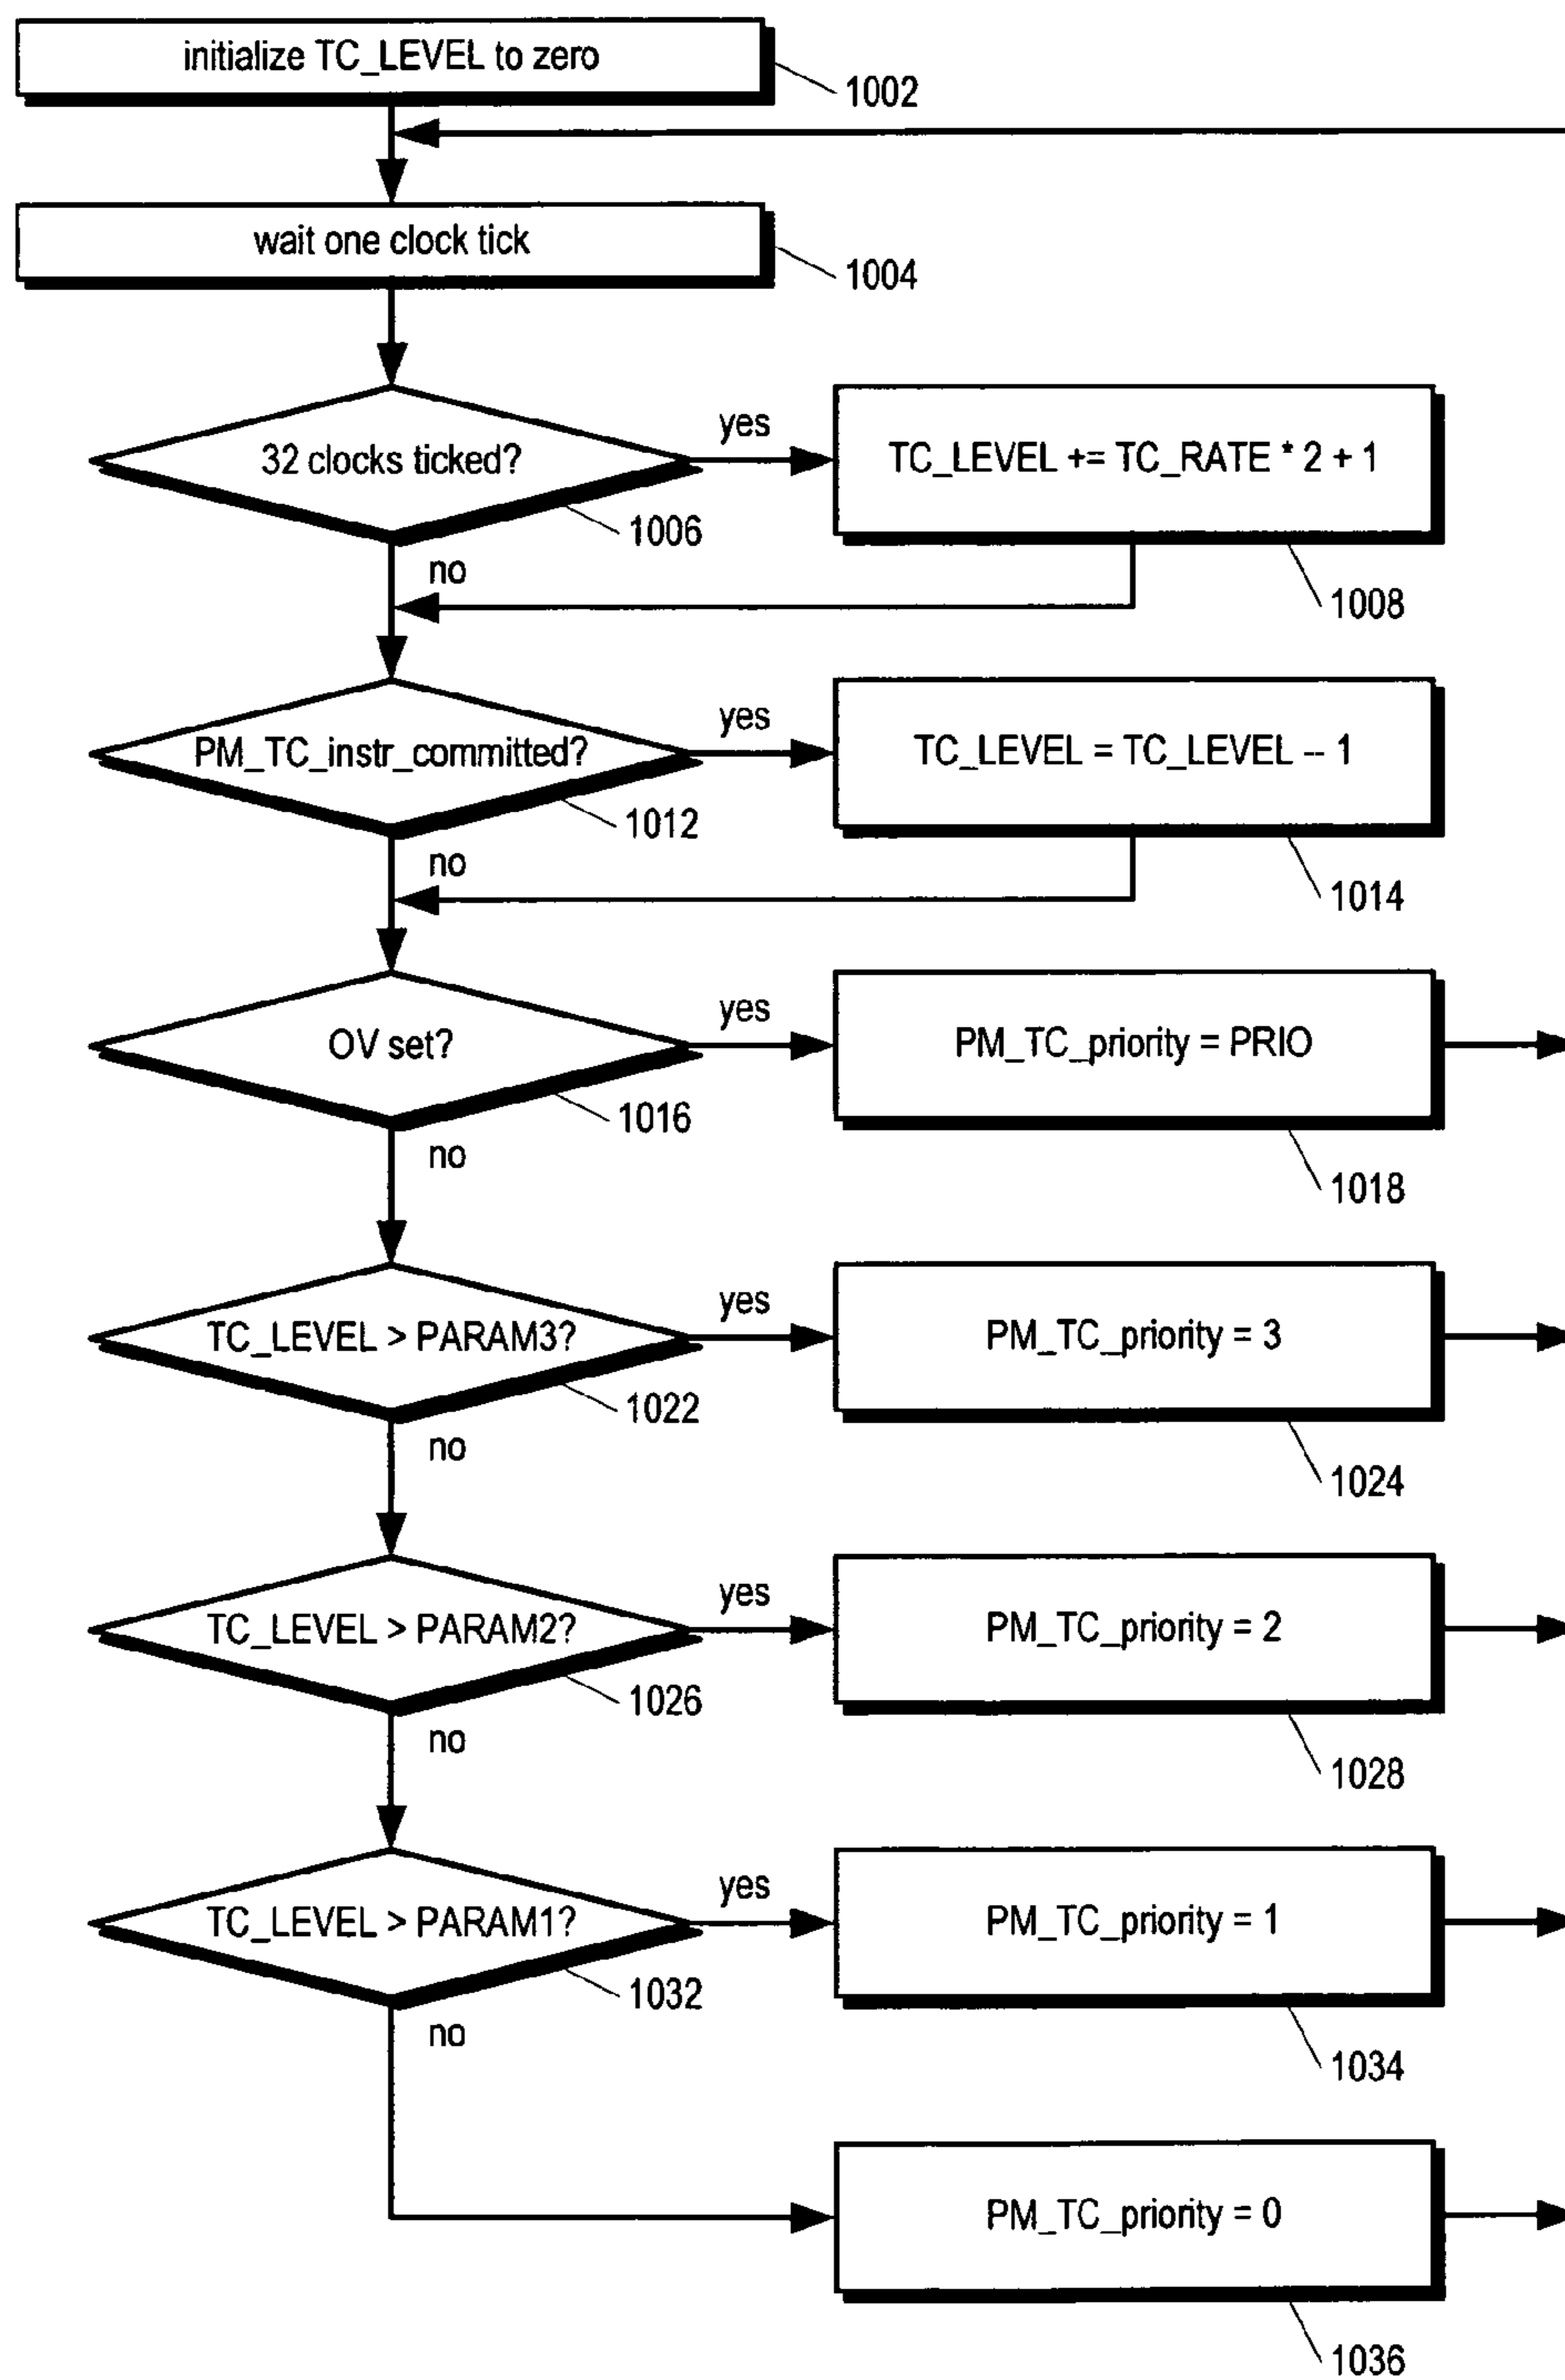 initialize TC_LEVEL to zero
1002
wait one clock tick
1004
32 clocks ticked?
yes
TC_LEVEL += TC_RATE * 2 + 1
1006
no
1008
PM_TC_instr_committed?
yes
TC_LEVEL = TC_LEVEL -- 1
1012
no
1014
OV set?
yes
PM_TC_priority = PRIO
1016
no
1018
TC_LEVEL > PARAM3?
yes
PM_TC_priority = 3
1022
no
1024
TC_LEVEL > PARAM2?
yes
PM_TC_priority = 2
1026
no
1028
TC_LEVEL > PARAM1?
yes
PM_TC_priority = 1
1032
no
1034
PM_TC_priority = 0
1036